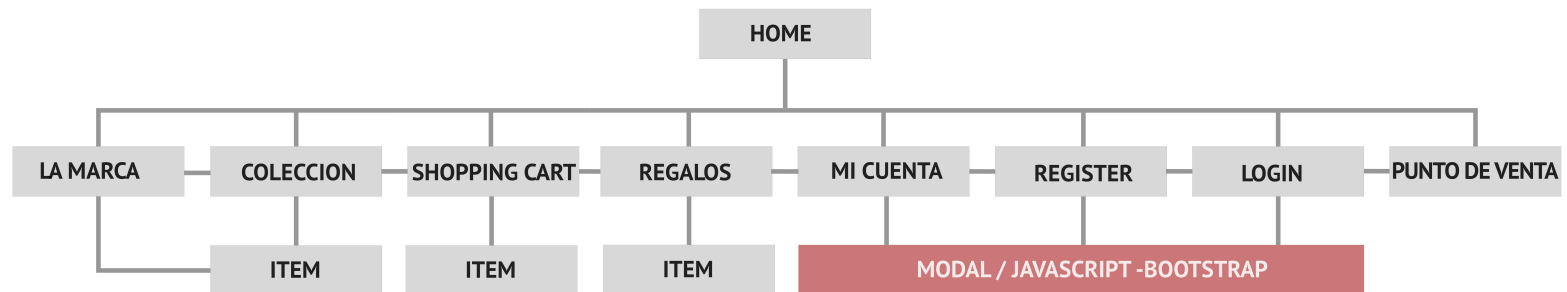 HOME
LA MARCA
COLECCION
SHOPPING CART
REGALOS
MI CUENTA
REGISTER
LOGIN
PUNTO DE VENTA
ITEM
ITEM
ITEM
MODAL / JAVASCRIPT -BOOTSTRAP